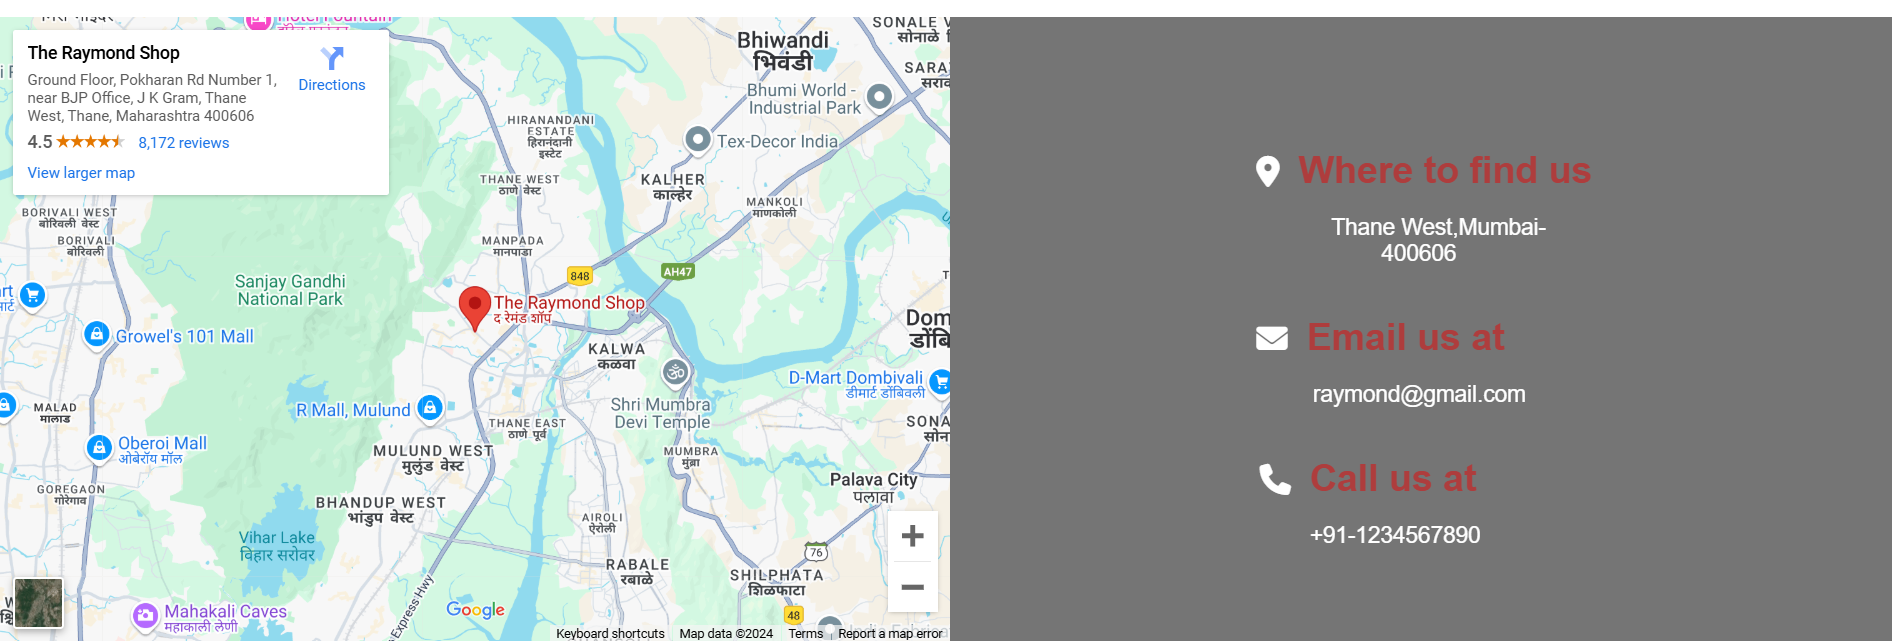 The Raymond Shop
Directions
Ground Floor, Pokharan Rd Number 1,
near BJP Office, J K Gram, Thane
West, Thane, Maharashtra 400606
4.5
8,172 reviews
View larger map
SONALE
सोनाळे
Bhiwandi
भिवंडी
Bhumi World -
Industrial Park
HIRANANDANI
ESTATE
हिरानंदानी
इस्टेट
Tex-Decor India
THANE WEST
ठाणे वेस्ट
KALHER
काल्हेर
MANKOLI
माणकोली
BORIVALI WEST
बोरिवली वेस्ट
BORIVALI
बोरिवली
MANPADA
मानपाडा
848
AH47
Sanjay Gandhi
National Park
The Raymond Shop
द रेमंड शॉप
Growel's 101 Mall
KALWA
कळवा
D-Mart Dombivali
डीमार्ट डोंबिवली
MALAD
मालाड
R Mall, Mulund
Shri Mumbra
Devi Temple
THANE EAST
ठाणे पूर्व
Oberoi Mall
ओबेरॉय मॉल
MULUND WEST
मुलुंड वेस्ट
MUMBRA
मुंब्रा
Palava City
पलावा
GOREGAON
गोरेगाव
BHANDUP WEST
भांडुप वेस्ट
AIROLI
ऐरोली
Vihar Lake
विहार सरोवर
76
RABALE
रबाळे
SHILPHATA
शिळफाटा
Mahakali Caves
महाकाली लेणी
Express Hwy
48
Google
Keyboard shortcuts
Map data ©2024
Terms
Report a map error
Where to find us
Thane West,Mumbai-
400606
Email us at
raymond@gmail.com
Call us at
+91-1234567890